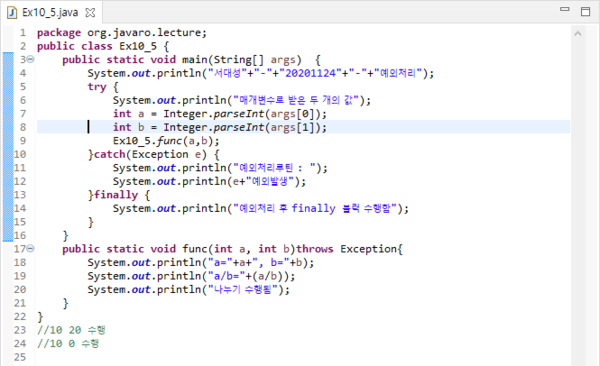 Ex10_5.java
1 package org.javaro.lecture;
2 public class Ex10_5 {
3 public static void main(String[] args)  {
4 System.out.println("서대성"+"-"+"20201124"+"-"+"예외처리");
5 try {
6 System.out.println("매개변수로 받은 두 개의 값");
7 int a = Integer.parseInt(args[0]);
8 int b = Integer.parseInt(args[1]);
9 Ex10_5.func(a,b);
10 }catch(Exception e) {
11 System.out.println("예외처리루틴 : ");
12 System.out.println(e+"예외발생");
13 }finally {
14 System.out.println("예외처리 후 finally 블럭 수행함");
15 }
16 }
17 public static void func(int a, int b)throws Exception{
18 System.out.println("a="+a+", b="+b);
19 System.out.println("a/b="+(a/b));
20 System.out.println("나누기 수행됨");
21 }
22 }
23 //10 20 수행
24 //10 0 수행
25